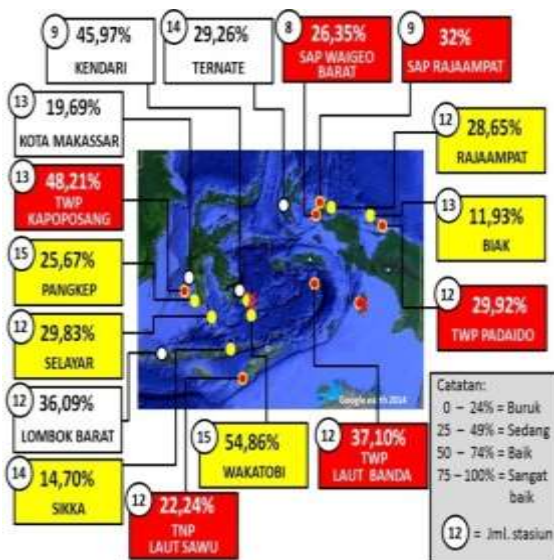 9
45,97%
KENDARI
14
29,26%
TERNATE
8
26,35%
SAP WAIGEO
BARAT
9
32%
SAP RAJAAMPAT
13
19,69%
KOTA MAKASSAR
12
28,65%
RAJAAMPAT
13
48,21%
TWP
KAPOPOSANG
13
11,93%
BIAK
15
25,67%
PANGKEP
12
29,92%
TWP PADAIDO
12
29,83%
SELAYAR
12
36,09%
LOMBOK BARAT
14
14,70%
SIKKA
12
22,24%
TNP
LAUT SAWU
15
54,86%
WAKATOBI
12
37,10%
TWP
LAUT BANDA
Google earth 2014
Catatan:
0 – 24% = Buruk
25 – 49% = Sedang
50 – 74% = Baik
75 – 100% = Sangat
baik
12 = Jml. stasiun